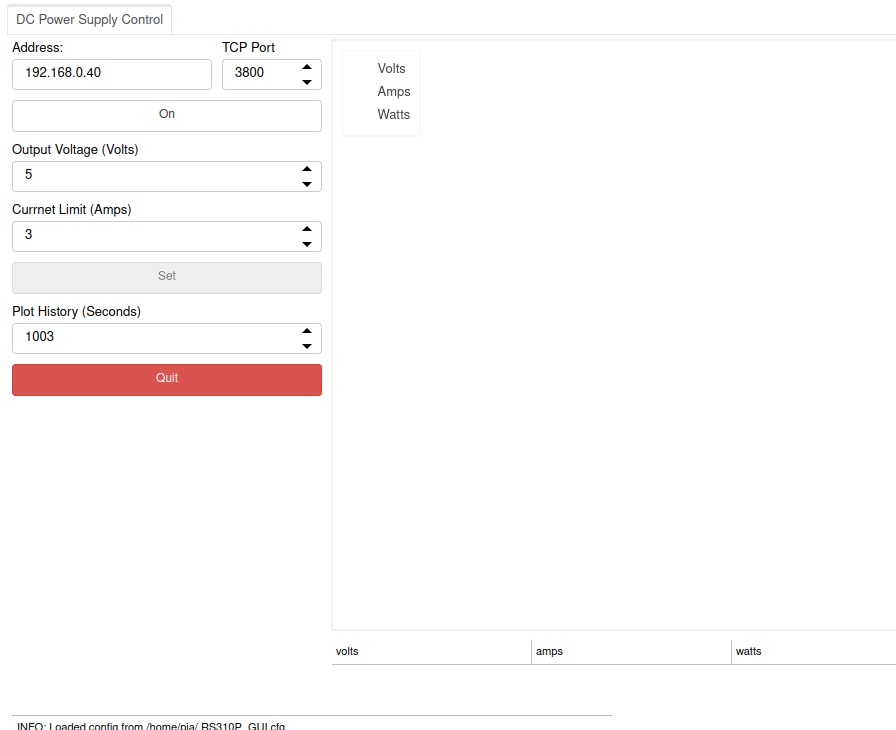 DC Power Supply Control
Address:
TCP Port
192.168.0.40
3800
On
Output Voltage (Volts)
5
Currnet Limit (Amps)
3
Set
Plot History (Seconds)
1003
Quit
Volts
Amps
Watts
volts
amps
watts
INFO: Loaded config from /home/pja/.RS310P_GUI.cfg